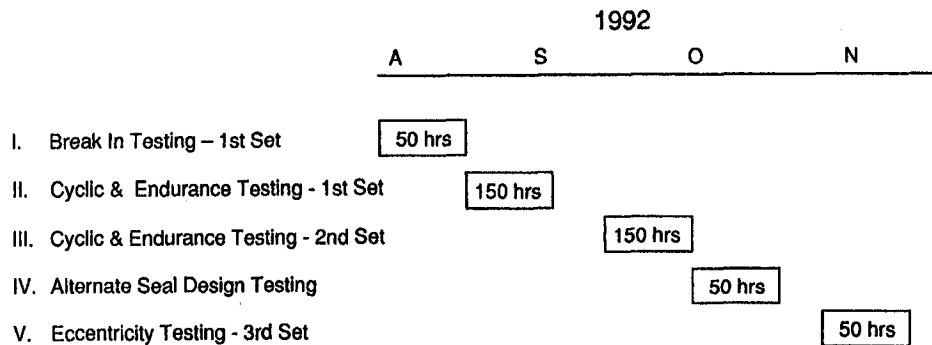 1992
A S O N
I. Break In Testing – 1st Set 50 hrs
II. Cyclic & Endurance Testing - 1st Set 150 hrs
III. Cyclic & Endurance Testing - 2nd Set 150 hrs
IV. Alternate Seal Design Testing 50 hrs
V. Eccentricity Testing - 3rd Set 50 hrs